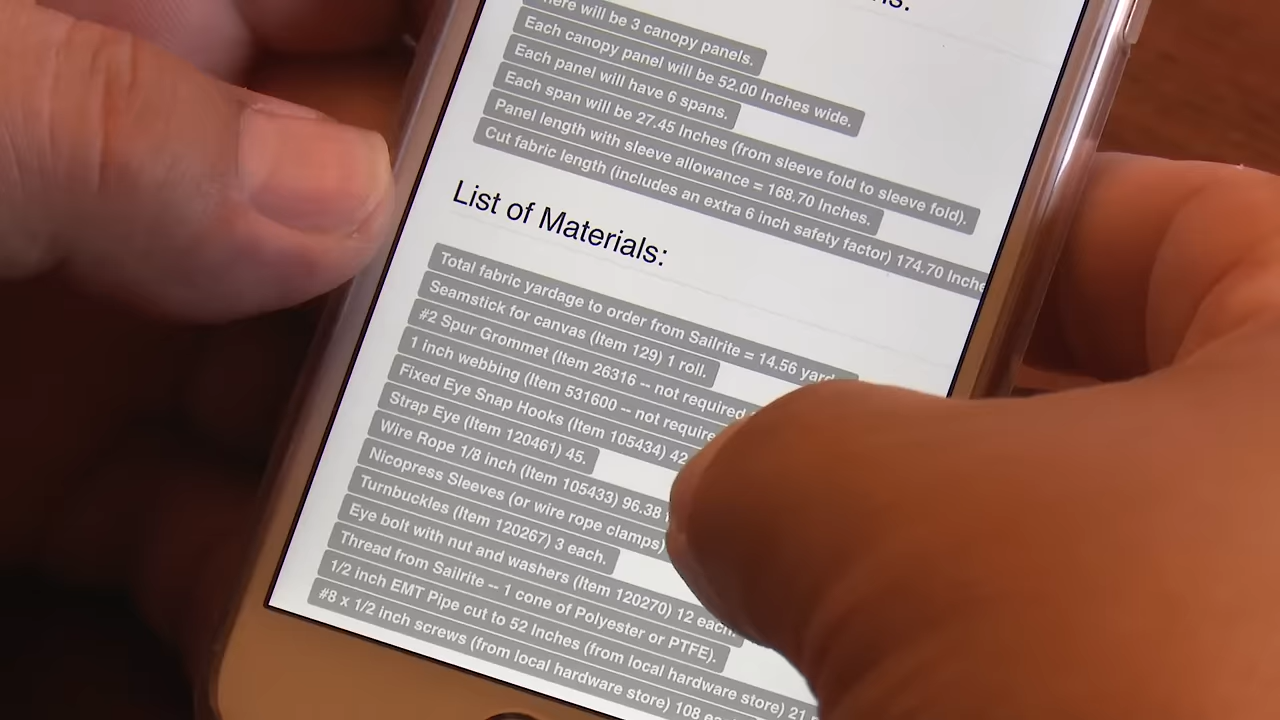 ns:
here will be 3 canopy panels.
Each canopy panel will be 52.00 Inches wide.
Each panel will have 6 spans.
Each span will be 27.45 Inches (from sleeve fold to sleeve fold).
Panel length with sleeve allowance = 168.70 Inches.
Cut fabric length (includes an extra 6 inch safety factor) 174.70 Inche
List of Materials:
Total fabric yardage to order from Sailrite = 14.56 yard
Seamstick for canvas (Item 129) 1 roll.
#2 Spur Grommet (Item 26316 -- not required
1 inch webbing (Item 531600 -- not require
Fixed Eye Snap Hooks (Item 105434) 42
Strap Eye (Item 120461) 45.
Wire Rope 1/8 inch (Item 105433) 96.38
Nicopress Sleeves (or wire rope clamps)
Turnbuckles (Item 120267) 3 each.
Eye bolt with nut and washers (Item 120270) 12 each.
Thread from Sailrite -- 1 cone of Polyester or PTFE).
1/2 inch EMT Pipe cut to 52 Inches (from local hardware store) 21
#8 x 1/2 inch screws (from local hardware store) 108 ea